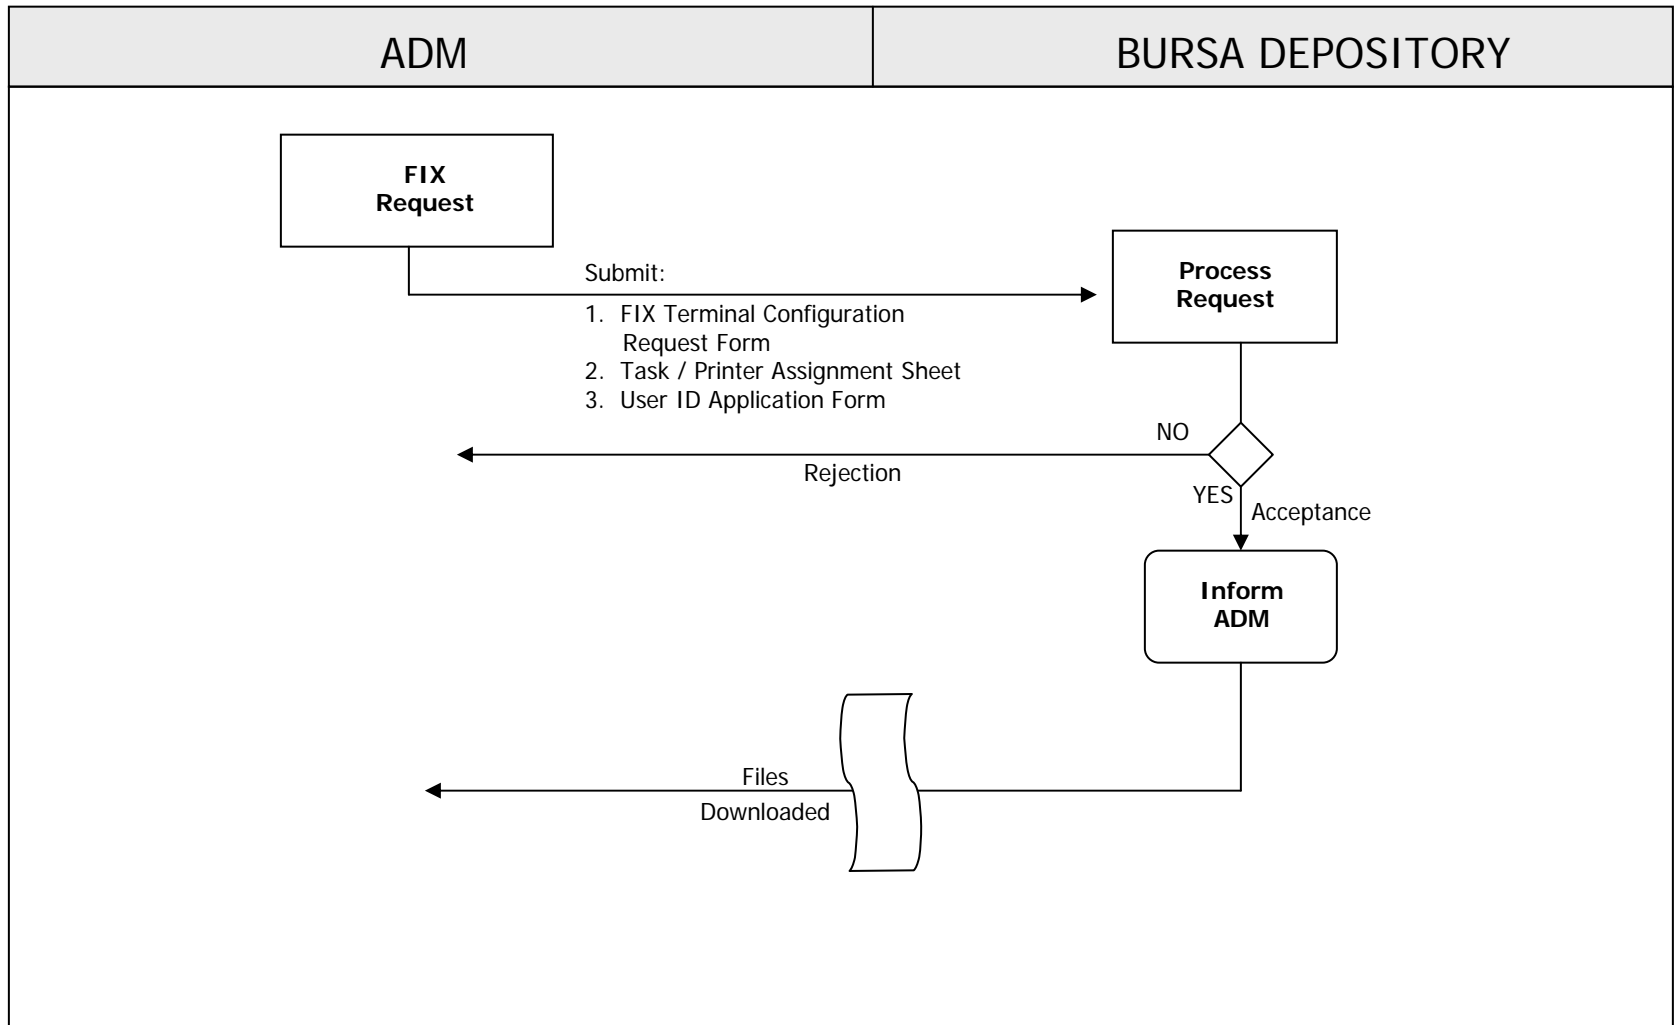 ADM
BURSA DEPOSITORY
FIX
Request
Submit:
1. FIX Terminal Configuration
Request Form
2. Task / Printer Assignment Sheet
3. User ID Application Form
Process
Request
NO
Rejection
YES
Acceptance
Inform
ADM
Files
Downloaded